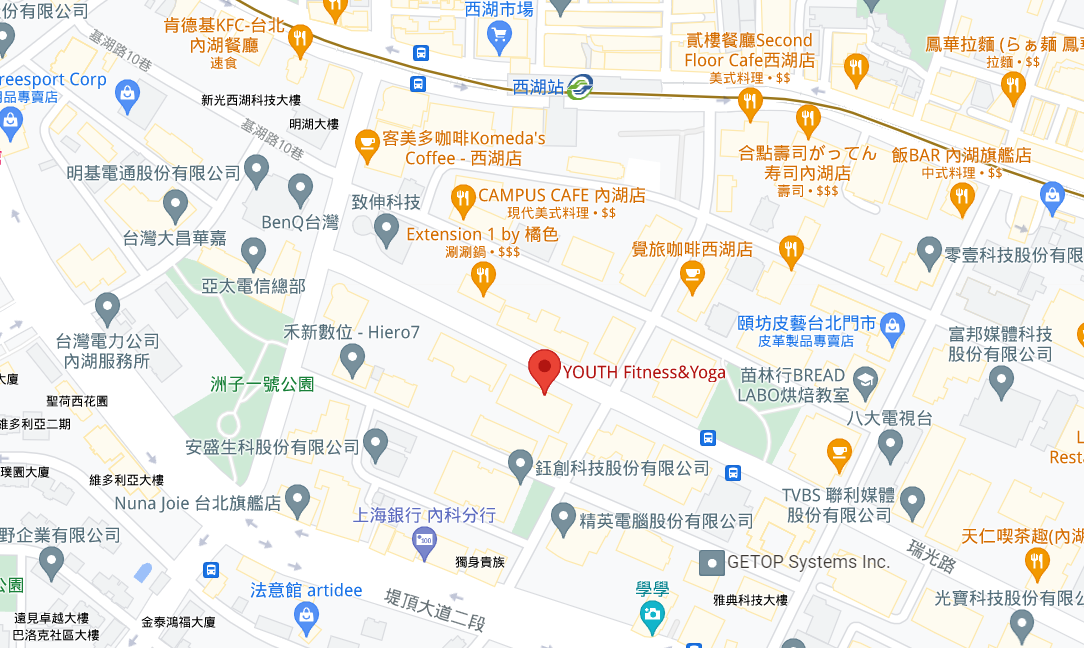 份有限公司
西湖市場
肯德基KFC-台北
內湖餐廳
速食
基湖路10巷
貳樓餐廳Second
Floor Cafe西湖店
美式料理 • $$
鳳華拉麵 (らぁ麺 鳳華
拉麵 • $$
reesport Corp
用品專賣店
西湖站
新光西湖科技大樓
明湖大樓
基湖路10巷
客美多咖啡Komeda's
Coffee - 西湖店
合點壽司がってん
寿司內湖店
壽司 • $$$
飯BAR 內湖旗艦店
中式料理 • $$
明基電通股份有限公司
BenQ台灣
致伸科技
CAMPUS CAFE 內湖店
現代美式料理 • $$
台灣大昌華嘉
Extension 1 by 橘色
涮涮鍋 • $$$
覺旅咖啡西湖店
零壹科技股份有限
亞太電信總部
台灣電力公司
內湖服務所
禾新數位 - Hiero7
頤坊皮藝台北門市
皮革製品專賣店
富邦媒體科技
股份有限公司
YOUTH Fitness&Yoga
苗林行BREAD
LABO烘焙教室
大廈
洲子一號公園
聖荷西花園
維多利亞二期
八大電視台
安盛生科股份有限公司
鈺創科技股份有限公司
L
Resta
璞園大廈
維多利亞大樓
Nuna Joie 台北旗艦店
上海銀行 內科分行
精英電腦股份有限公司
TVBS 聯利媒體
股份有限公司
野企業有限公司
獨身貴族
瑞光路
天仁喫茶趣(內湖
GETOP Systems Inc.
公園
法意館 artidee
堤頂大道二段
學學
雅典科技大樓
光寶科技股份有限公
遠見卓越大樓
巴洛克社區大樓
金泰鴻福大廈